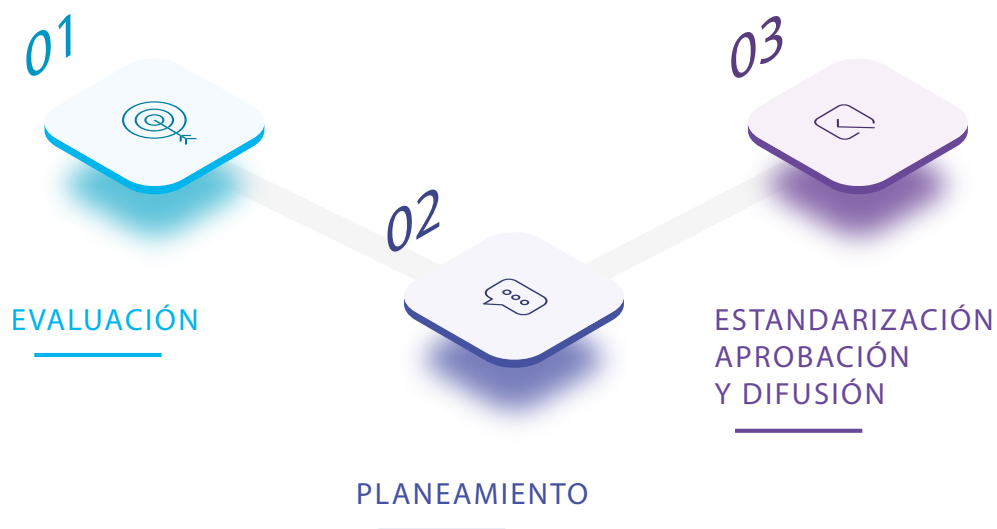 01
EVALUACIÓN
02
PLANEAMIENTO
03
ESTANDARIZACIÓN
APROBACIÓN
Y DIFUSIÓN